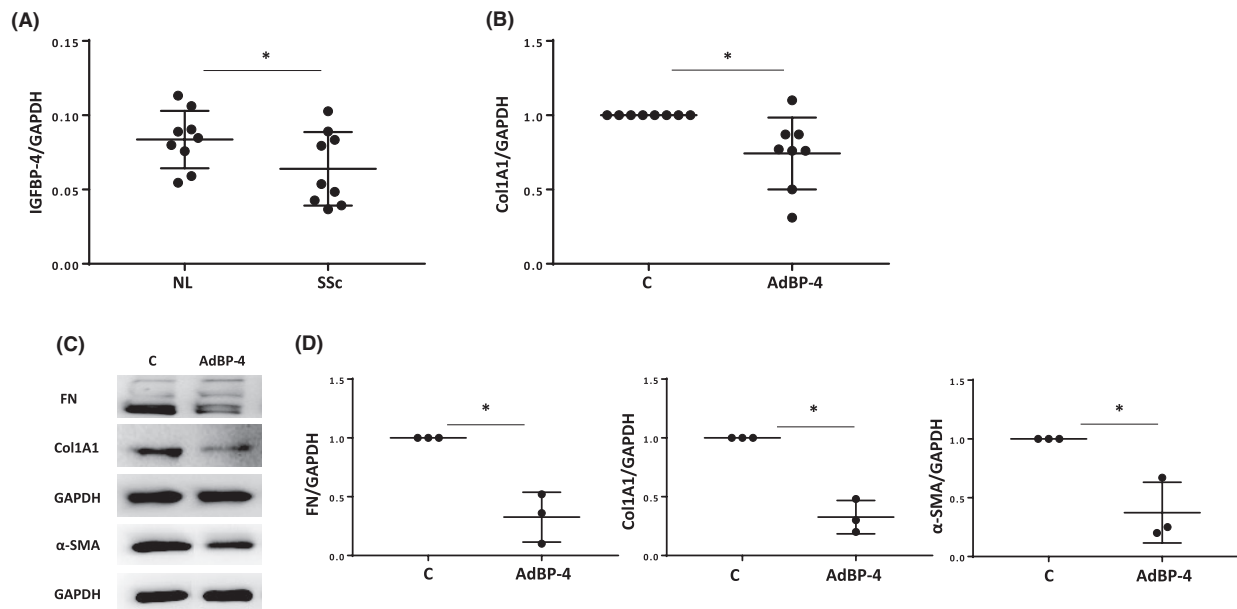 (A)
IGFBP-4/GAPDH
0.15
0.10
0.05
0.00
*
NL
SSc
(B)
Col1A1/GAPDH
1.5
1.0
0.5
0.0
*
C
AdBP-4
(C)
C
AdBP-4
FN
Col1A1
GAPDH
α-SMA
GAPDH
(D)
FN/GAPDH
1.5
1.0
0.5
0.0
*
C
AdBP-4
Col1A1/GAPDH
1.5
1.0
0.5
0.0
*
C
AdBP-4
α-SMA/GAPDH
1.5
1.0
0.5
0.0
*
C
AdBP-4